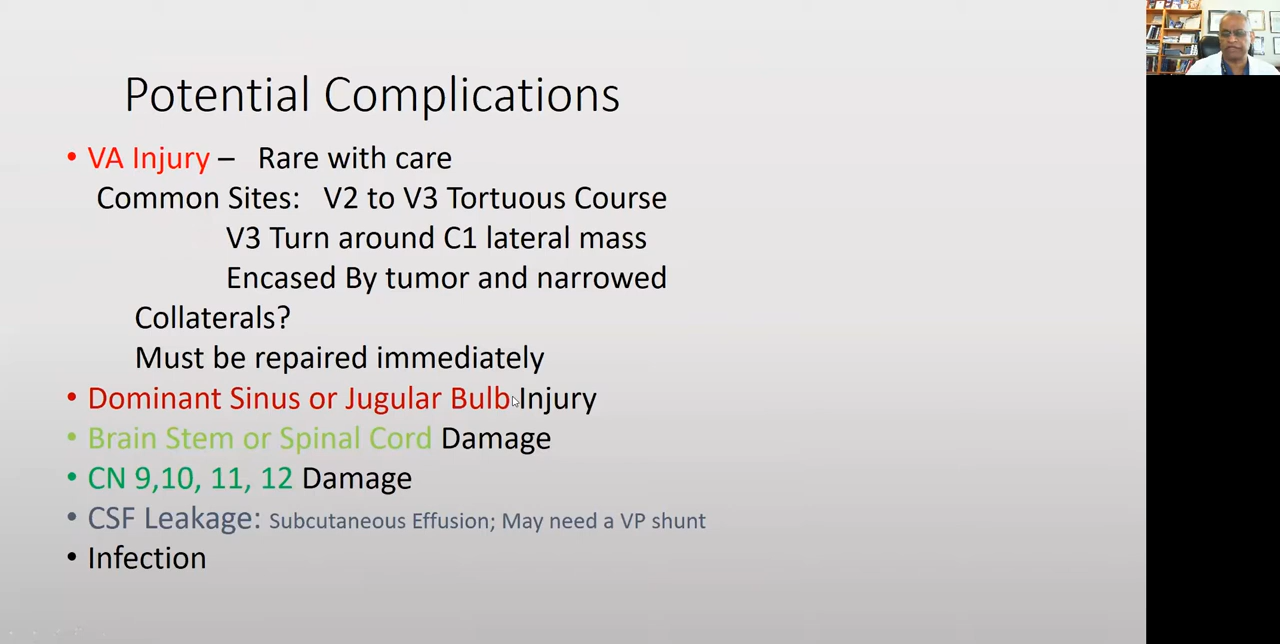 Potential Complications
• VA Injury – Rare with care
Common Sites: V2 to V3 Tortuous Course
V3 Turn around C1 lateral mass
Encased By tumor and narrowed
Collaterals?
Must be repaired immediately
• Dominant Sinus or Jugular Bulb Injury
• Brain Stem or Spinal Cord Damage
• CN 9,10, 11, 12 Damage
• CSF Leakage: Subcutaneous Effusion; May need a VP shunt
• Infection